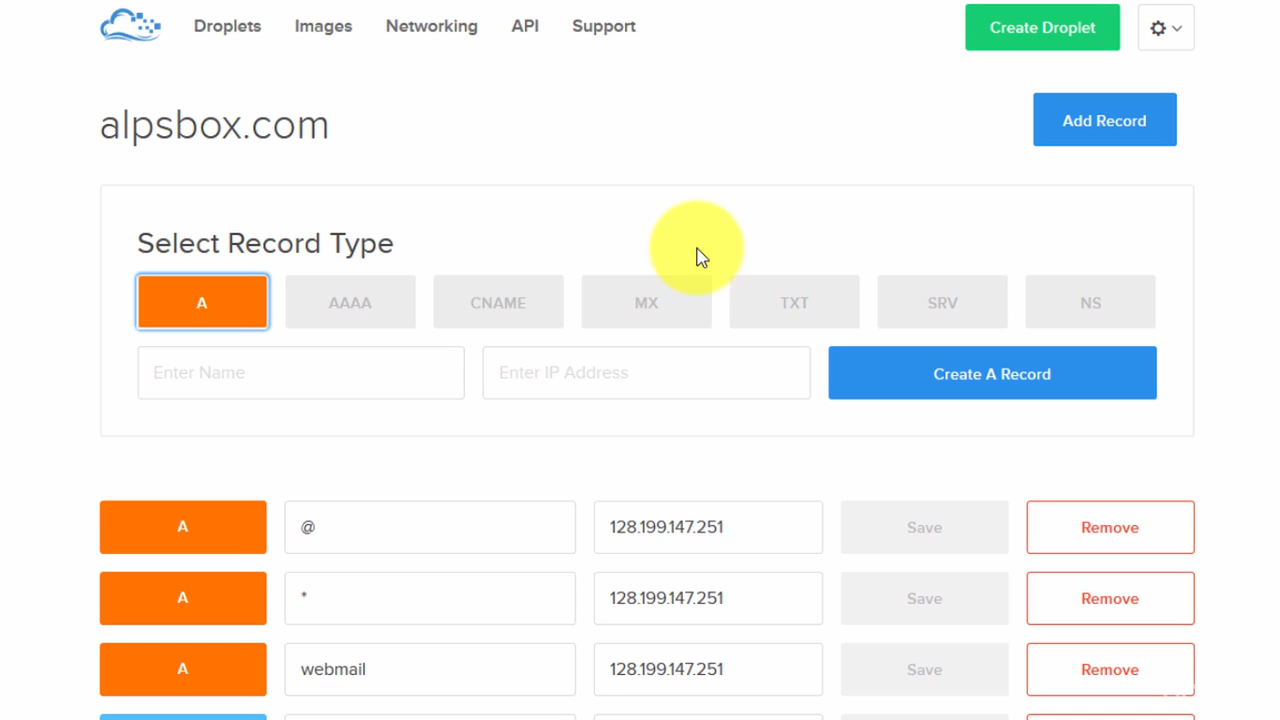 Droplets Images Networking API Support Create Droplet
alpsbox.com Add Record
Select Record Type
A AAAA CNAME MX TXT SRV NS
Enter Name Enter IP Address Create A Record
A @ 128.199.147.251 Save Remove
A * 128.199.147.251 Save Remove
A webmail 128.199.147.251 Save Remove